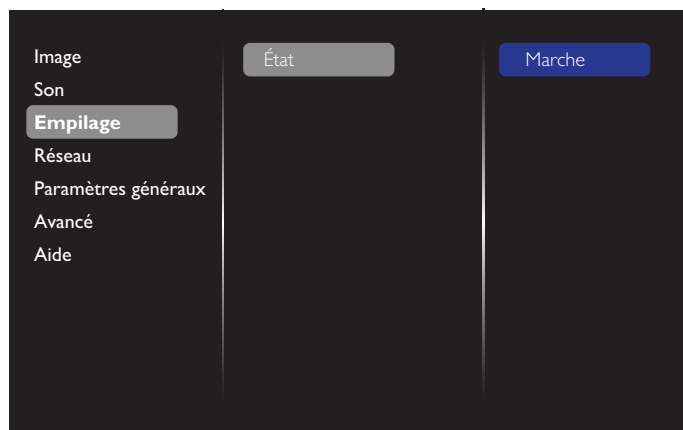 Image
Son
Empilage
Réseau
Paramètres généraux
Avancé
Aide
État
Marche